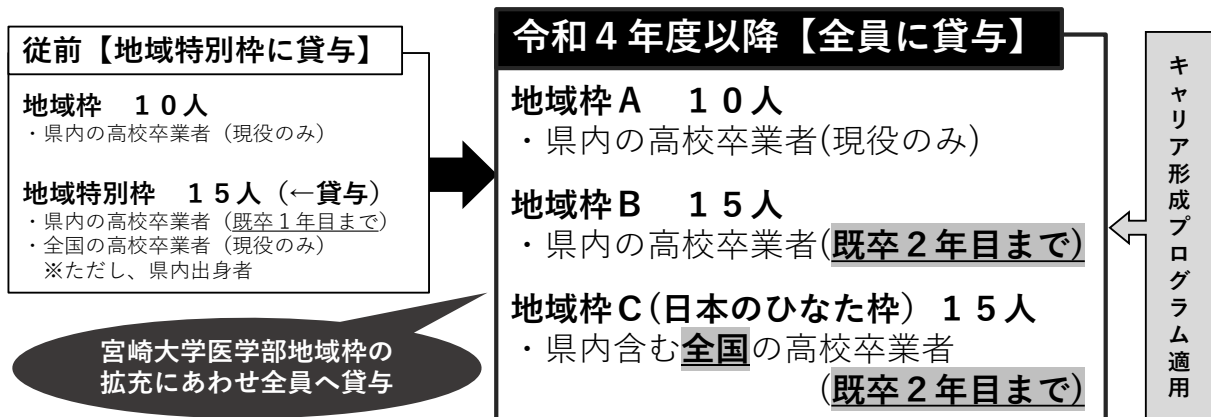 従前【地域特別枠に貸与】
地域枠　１０人
・県内の高校卒業者（現役のみ）
地域特別枠　１５人（←貸与）
・県内の高校卒業者（既卒１年目まで）
・全国の高校卒業者（現役のみ）
※ただし、県内出身者
宮崎大学医学部地域枠の
拡充にあわせ全員へ貸与
令和４年度以降【全員に貸与】
地域枠Ａ　１０人
・県内の高校卒業者(現役のみ)
地域枠Ｂ　１５人
・県内の高校卒業者(既卒２年目まで)
地域枠Ｃ(日本のひなた枠）１５人
・県内含む全国の高校卒業者
(既卒２年目まで)
キャリア形成プログラム適用